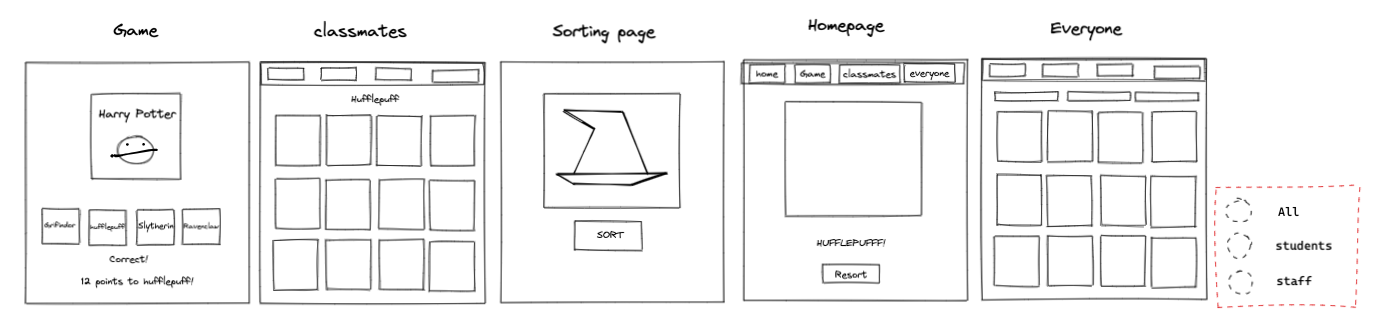 Game
classmates
Sorting page
Homepage
Everyone
Harry Potter
Grifindor
hufflepuff
Slytherin
Ravenclaw
Correct!
12 points to hufflepuff!
Hufflepuff
SORT
home
Game
classmates
everyone
HUFFLEPUFFF!
Resort
All
students
staff